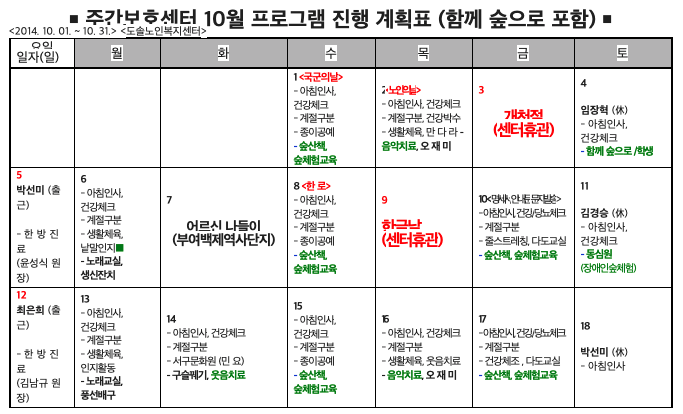 ■ 주간보호센터 10월 프로그램 진행 계획표 (함께 숲으로 포함) ■
<2014. 10. 01. ~ 10. 31.> <도솔노인복지센터>
요일
일자(일)
월
화
수
목
금
토
1 <국군의날>
- 아침인사,
건강체크
- 계절구분
- 종이공예
- 숲산책,
숲체험교육
2<노인의날>
- 아침인사, 건강체크
- 계절구분, 건강박수
- 생활체육, 만 다 라 -
음악치료, 오 재 미
3
개천절
(센터휴관)
4
임장혁 (休)
- 아침인사,
건강체크
- 함께 숲으로 /학생
5
박선미 (출
근)
- 한 방 진
료
(윤성식 원
장)
6
- 아침인사,
건강체크
- 계절구분
- 생활체육,
낱말인지■
- 노래교실,
생신잔치
7
어르신 나들이
(부여백제역사단지)
8 <한 로>
- 아침인사,
건강체크
- 계절구분
- 종이공예
- 숲산책,
숲체험교육
9
한글날
(센터휴관)
10
-아침인사, 건강/당뇨체크
- 계절구분
- 줄스트레칭, 다도교실
- 숲산책, 숲체험교육
11
김경승 (休)
- 아침인사,
건강체크
- 동심원
(장애인숲체험)
12
최은희 (출
근)
- 한 방 진
료
(김남규 원
장)
13
- 아침인사,
건강체크
- 계절구분
- 생활체육,
인지활동
- 노래교실,
풍선배구
14
- 아침인사, 건강체크
- 계절구분
- 서구문화원 (민 요)
- 구슬꿰기, 웃음치료
15
- 아침인사,
건강체크
- 계절구분
- 종이공예
- 숲산책,
숲체험교육
16
- 아침인사, 건강체크
- 계절구분
- 생활체육, 웃음치료
- 음악치료, 오 재 미
17
-아침인사, 건강/당뇨체크
- 계절구분
- 건강체조 , 다도교실
- 숲산책, 숲체험교육
18
박선미 (休)
- 아침인사